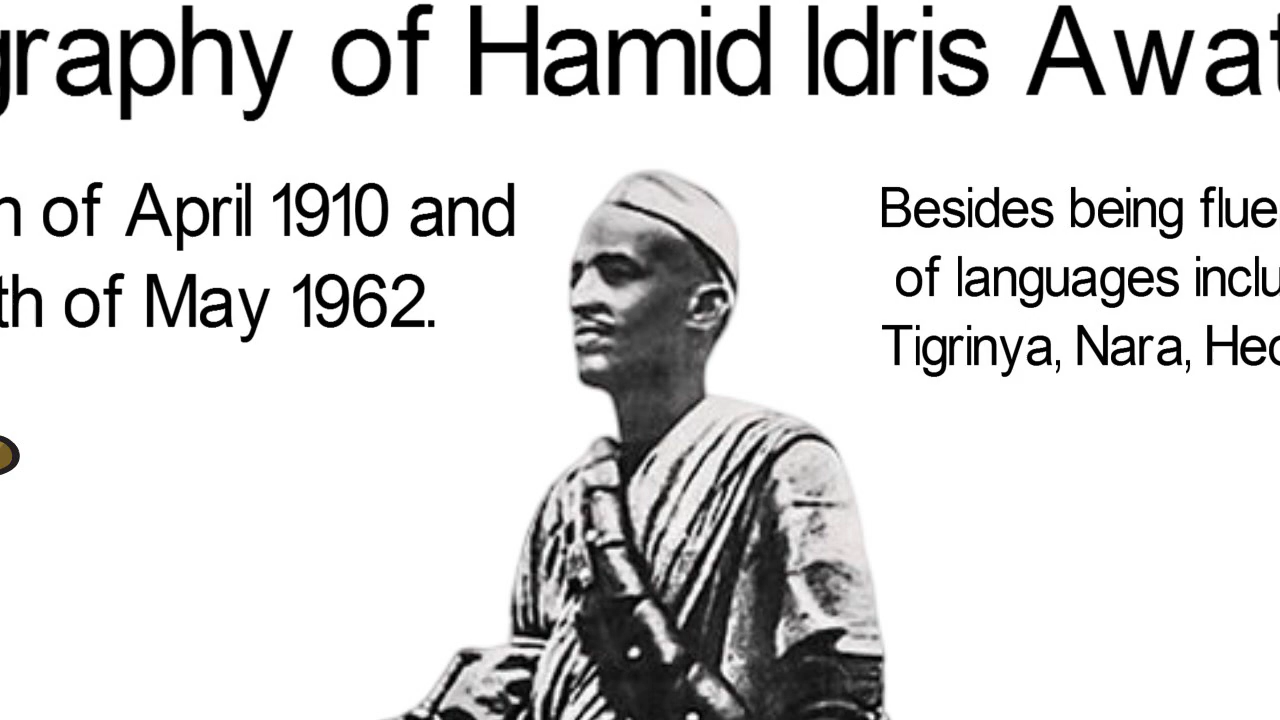 graphy of Hamid Idris Awat
h of April 1910 and
th of May 1962.
Besides being flue
of languages inclu
Tigrinya, Nara, Hed